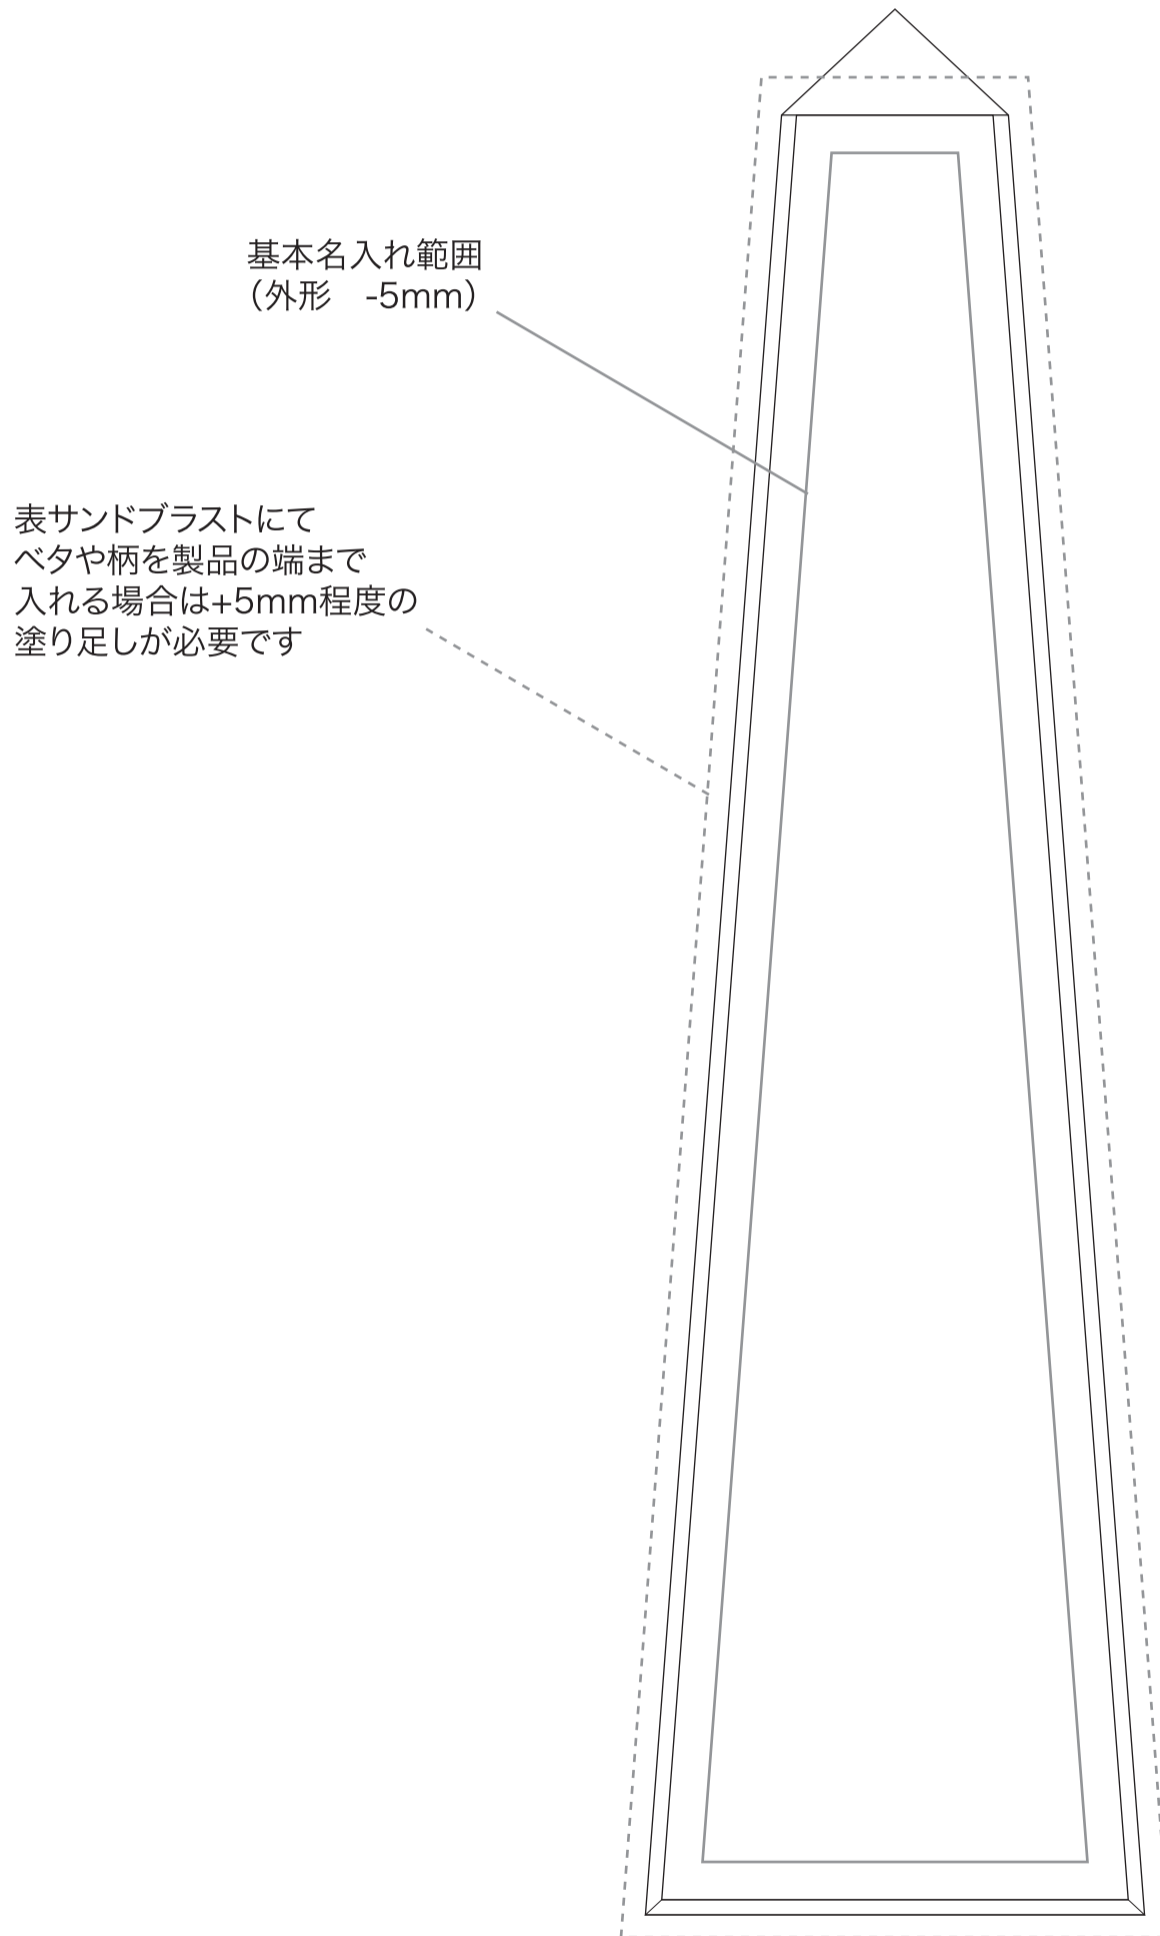 基本名入れ範囲
（外形　-5mm）
表サンドブラストにて
ベタや柄を製品の端まで
入れる場合は+5mm程度の
塗り足しが必要です